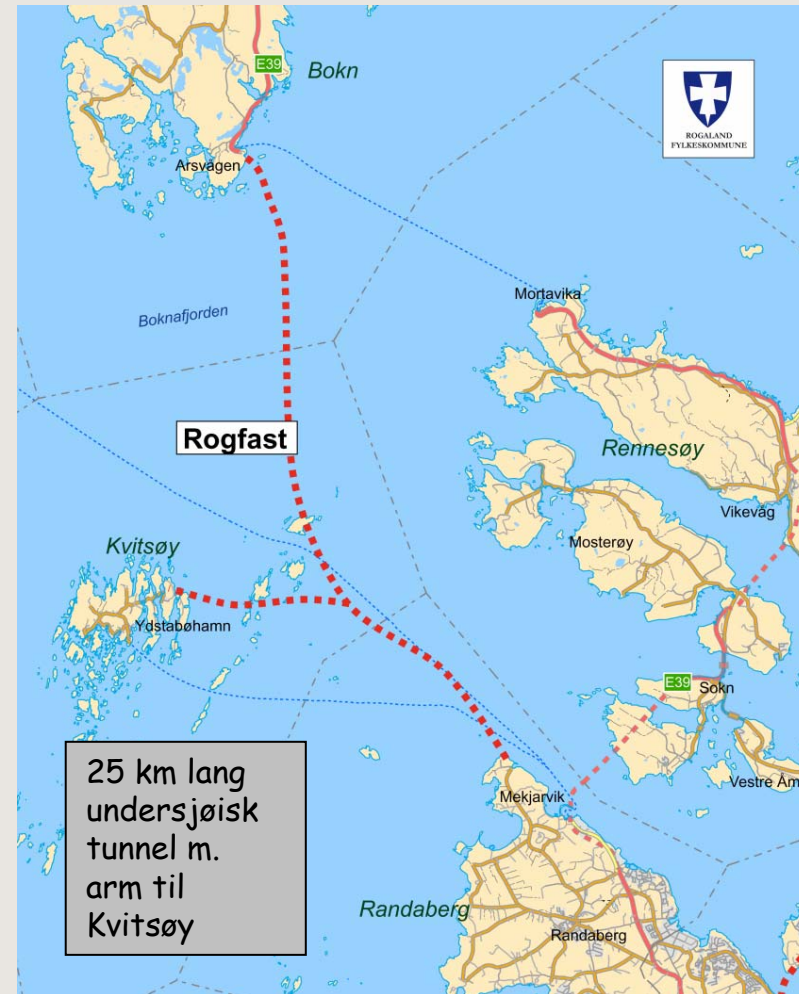 E39
Bokn
ROGALAND
FYLKESKOMMUNE
Arsvågen
Mortavika
Boknafjorden
Rogfast
Rennesøy
Vikevåg
Mosterøy
Kvitsøy
Ydstabøhamn
E39
Sokn
25 km lang
undersjøisk
tunnel m.
arm til
Kvitsøy
Vestre Åm
Mekjarvik
Randaberg
Randaberg